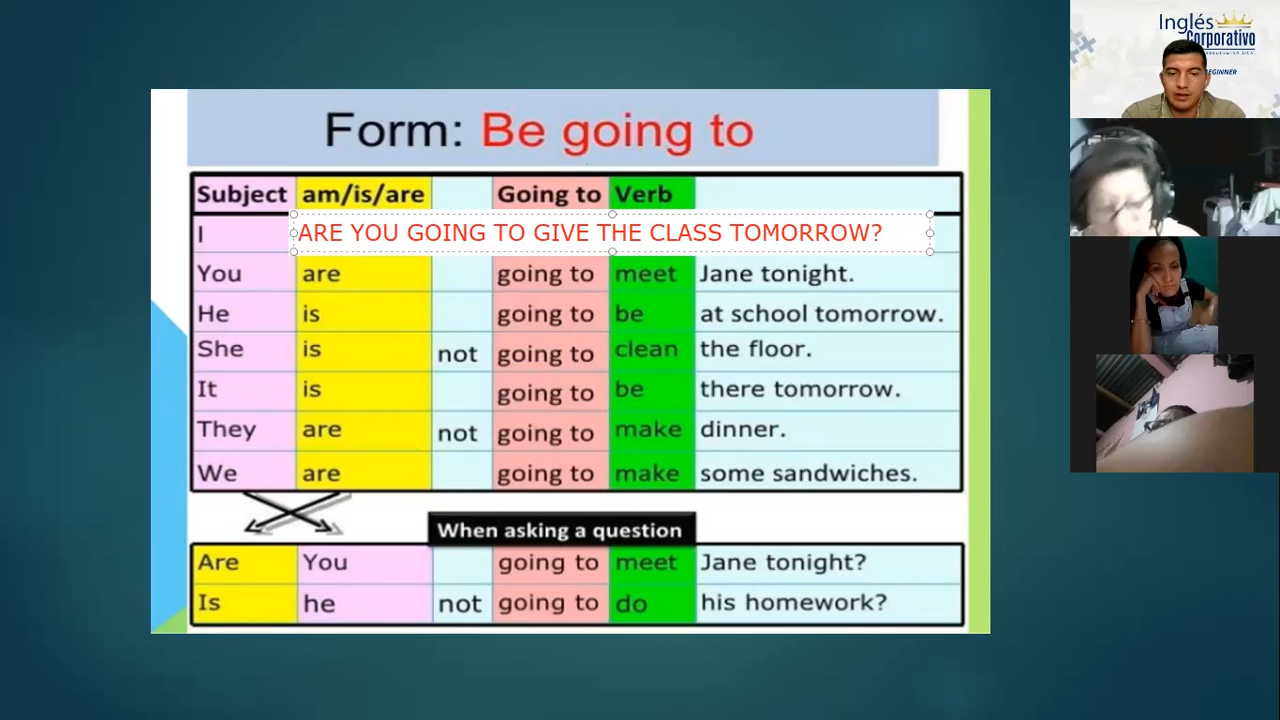 Inglés
Corporativo
BEGINNER
Form: Be going to
Subject am/is/are Going to Verb
I ARE YOU GOING TO GIVE THE CLASS TOMORROW?
You are going to meet Jane tonight.
He is going to be at school tomorrow.
She is not going to clean the floor.
It is going to be there tomorrow.
They are not going to make dinner.
We are going to make some sandwiches.
When asking a question
Are You going to meet Jane tonight?
Is he not going to do his homework?